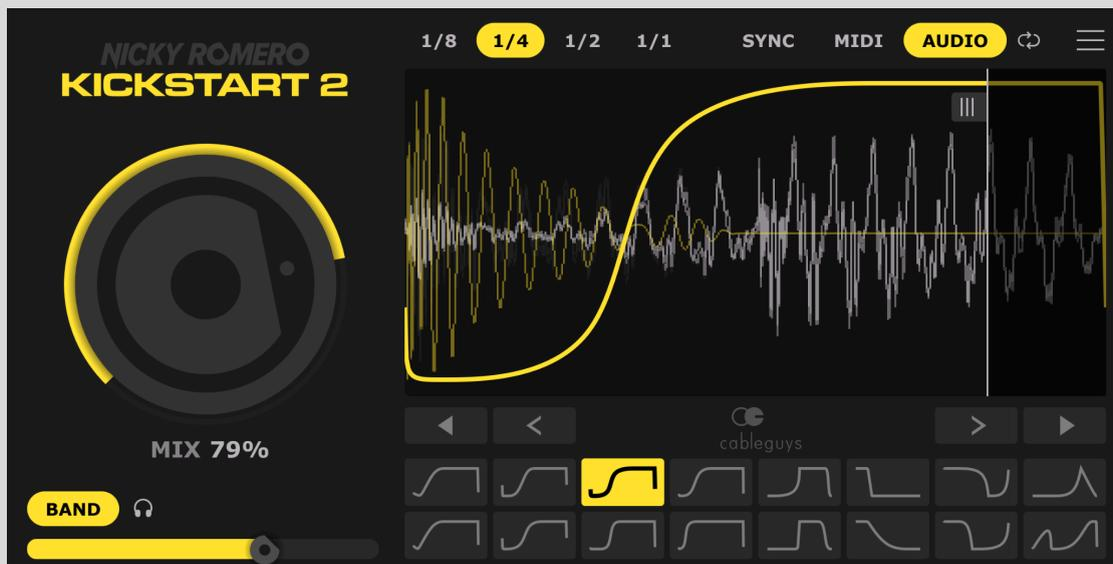 1/8 1/4 1/2 1/1 SYNC MIDI AUDIO
NICKY ROMERO
KICKSTART 2
MIX 79%
cableguys
BAND